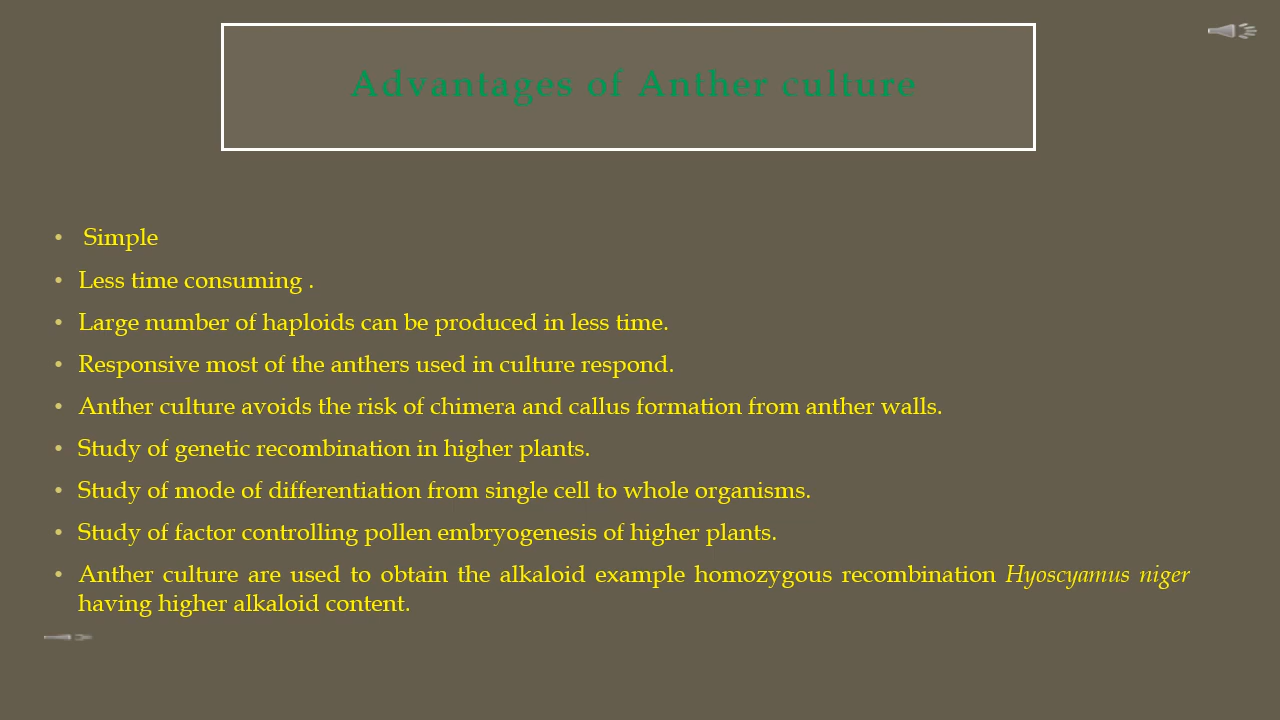 Advantages of Anther culture
• Simple
• Less time consuming .
• Large number of haploids can be produced in less time.
• Responsive most of the anthers used in culture respond.
• Anther culture avoids the risk of chimera and callus formation from anther walls.
• Study of genetic recombination in higher plants.
• Study of mode of differentiation from single cell to whole organisms.
• Study of factor controlling pollen embryogenesis of higher plants.
• Anther culture are used to obtain the alkaloid example homozygous recombination Hyoscyamus niger
having higher alkaloid content.